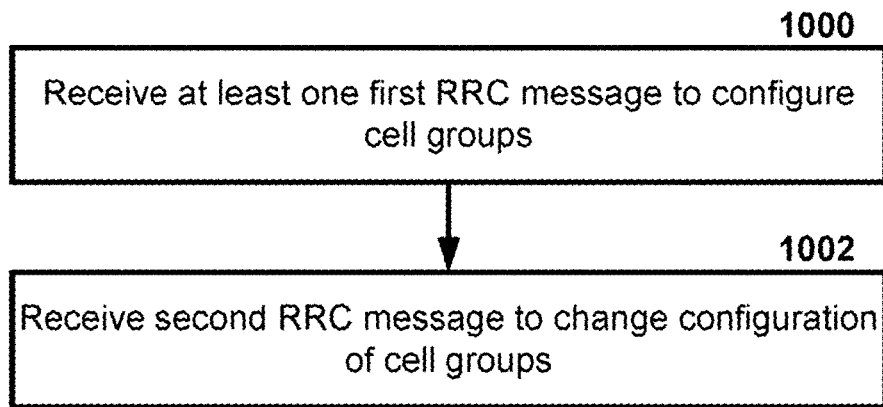 1000
Receive at least one first RRC message to configure
cell groups
1002
Receive second RRC message to change configuration
of cell groups